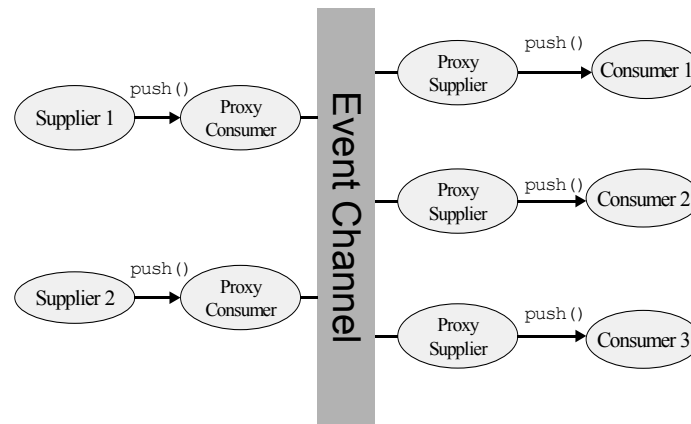 push()
Supplier 1
Proxy
Consumer
push()
Supplier 2
Proxy
Consumer
Event Channel
Proxy
Supplier
push()
Consumer 1
Proxy
Supplier
push()
Consumer 2
Proxy
Supplier
push()
Consumer 3